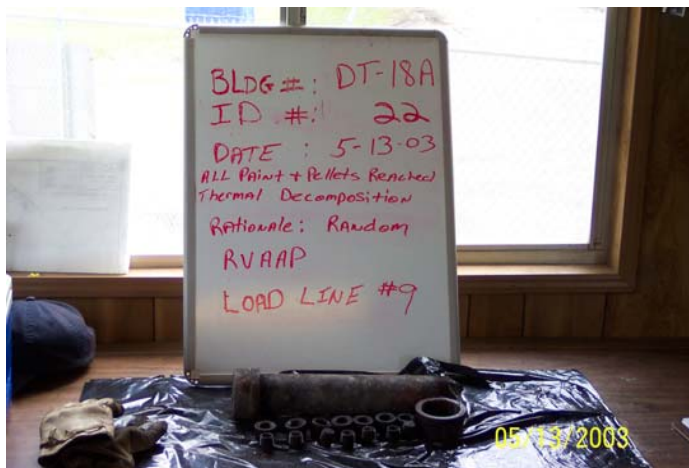 BLDG #: DT-18A
ID #: 22
DATE : 5-13-03
ALL PAINT + Pellets Reached
Thermal Decomposition
Rationale: Random
RVAAP
LOAD LINE #9
05/13/2003